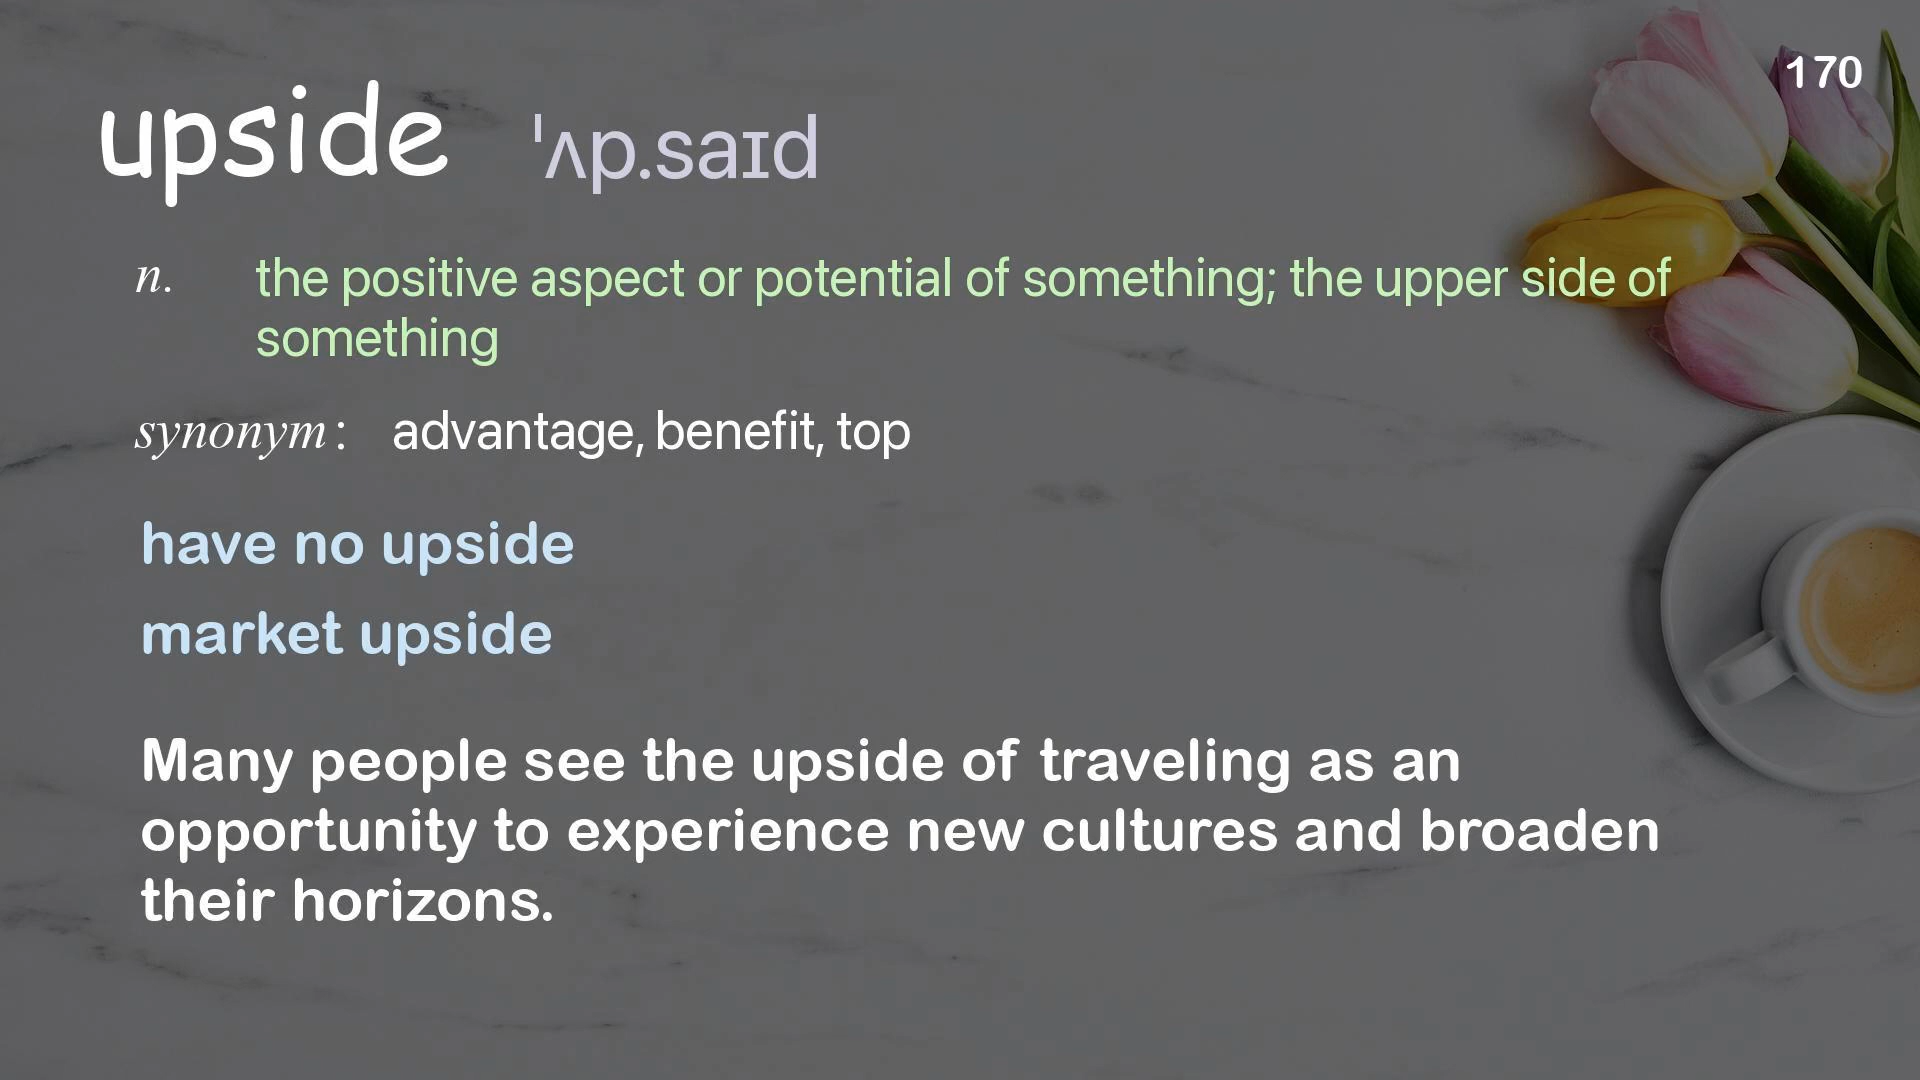 170
upside ˈʌp.saɪd
n. the positive aspect or potential of something; the upper side of
something
synonym: advantage, benefit, top
have no upside
market upside
Many people see the upside of traveling as an
opportunity to experience new cultures and broaden
their horizons.